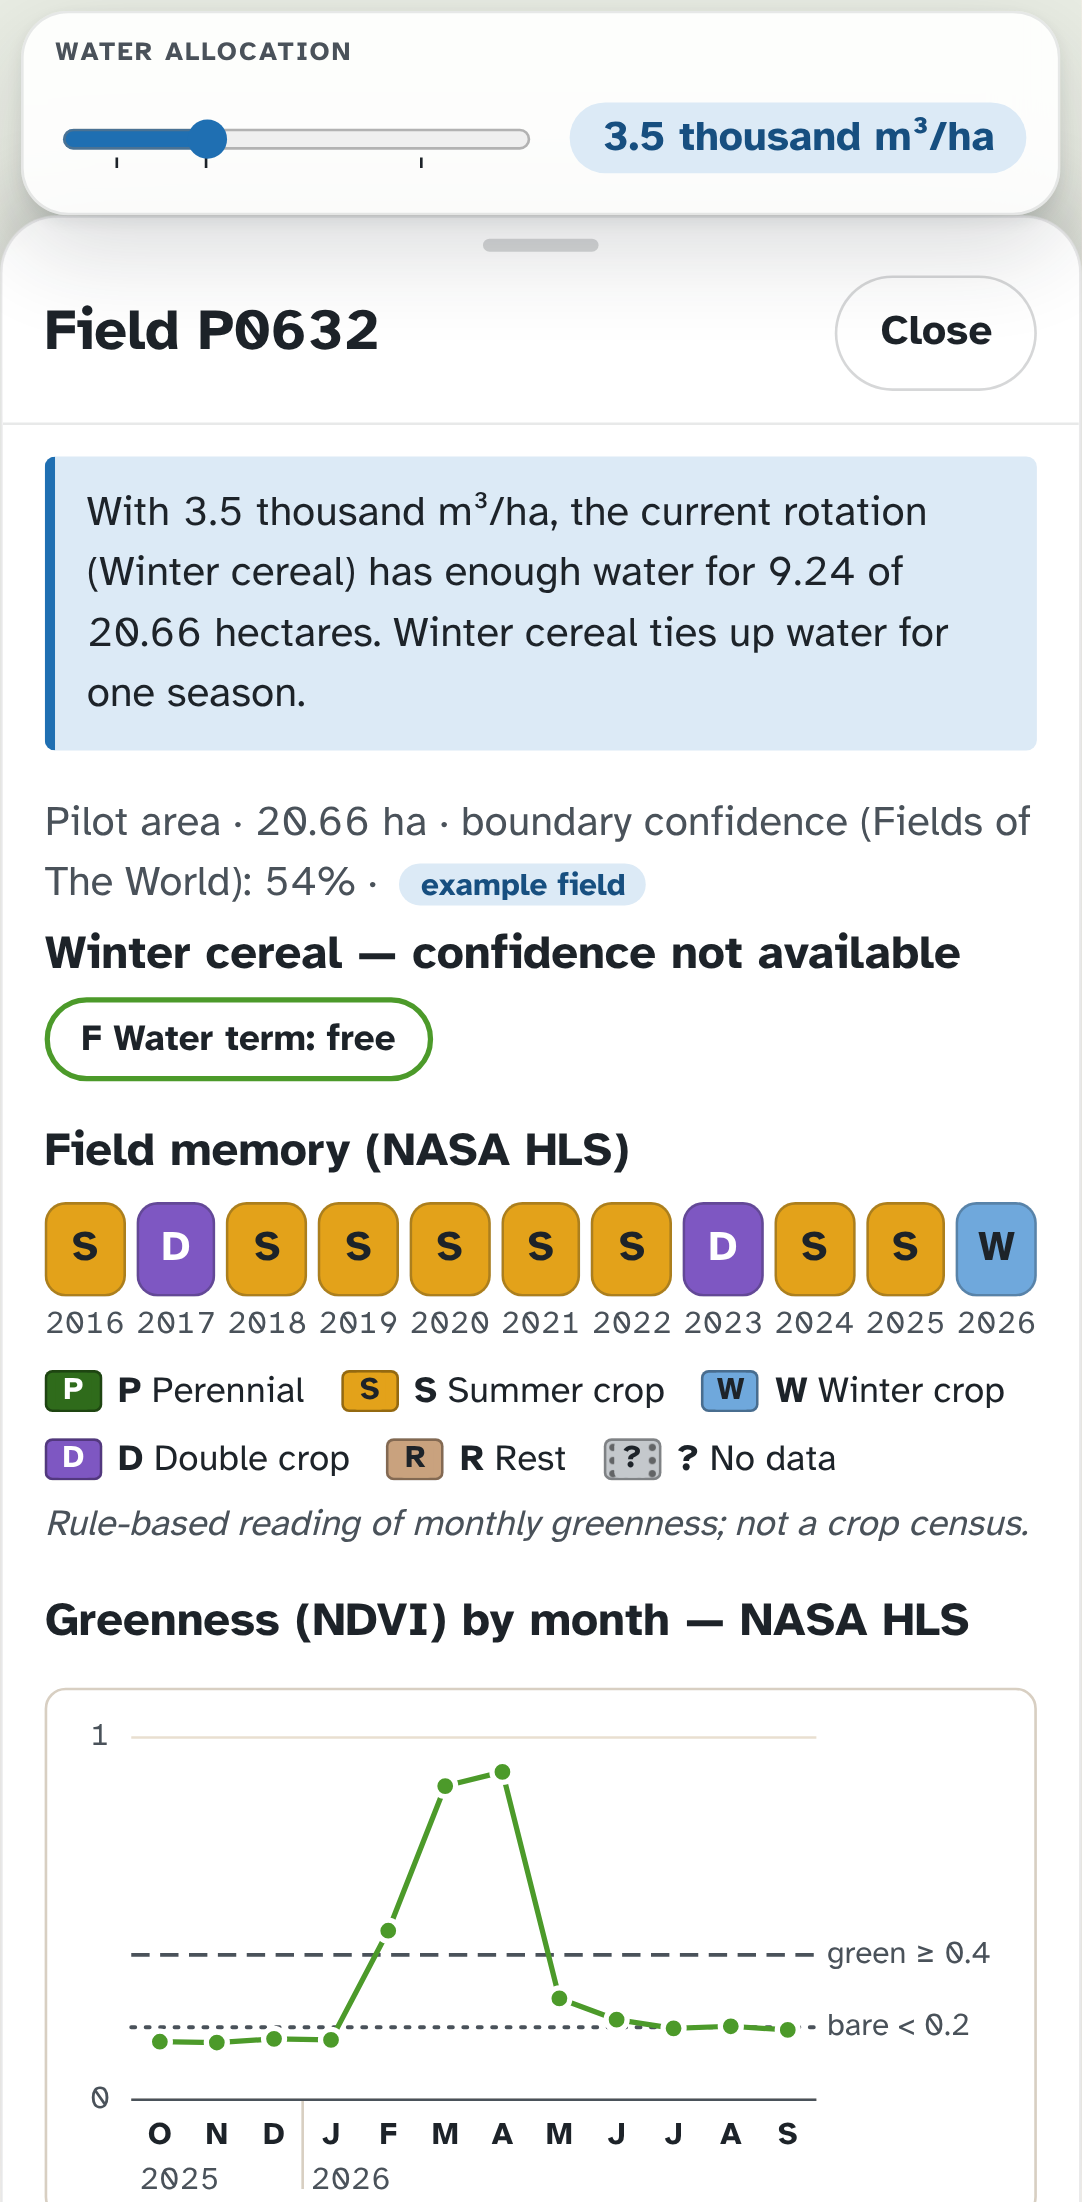 WATER ALLOCATION
3.5 thousand m³/ha
Field P0632
Close
With 3.5 thousand m³/ha, the current rotation
(Winter cereal) has enough water for 9.24 of
20.66 hectares. Winter cereal ties up water for
one season.
Pilot area · 20.66 ha · boundary confidence (Fields of
The World): 54% · example field
Winter cereal — confidence not available
F Water term: free
Field memory (NASA HLS)
S D S S S S S D S S W
2016 2017 2018 2019 2020 2021 2022 2023 2024 2025 2026
P P Perennial S S Summer crop W W Winter crop
D D Double crop R R Rest ? ? No data
Rule-based reading of monthly greenness; not a crop census.
Greenness (NDVI) by month — NASA HLS
1
green ≥ 0.4
bare < 0.2
0
O N D J F M A M J J A S
2025 2026